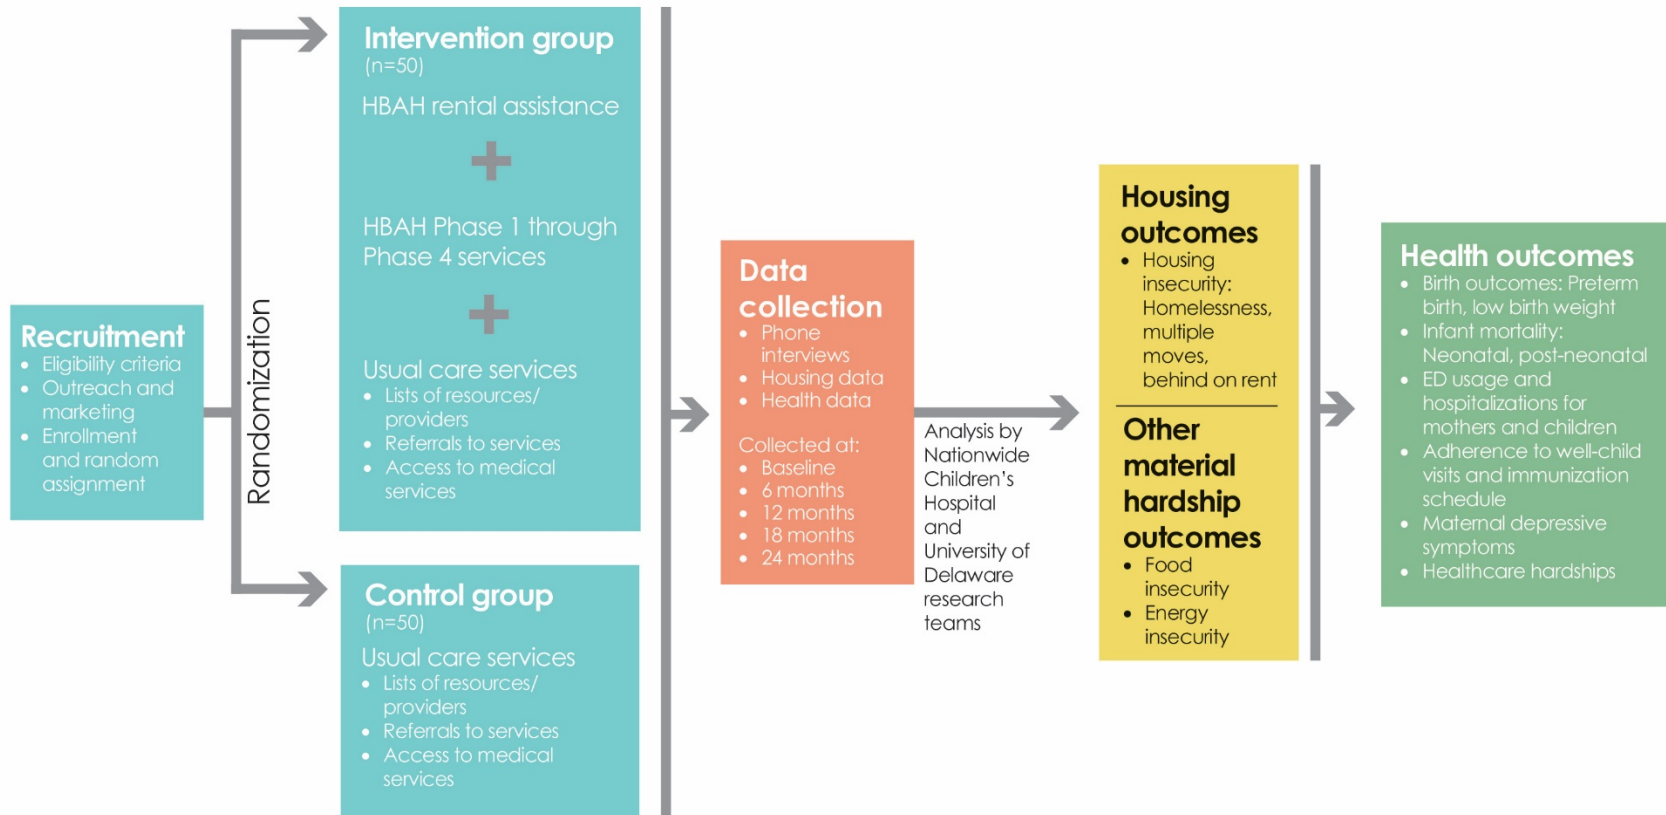 Recruitment
• Eligibility criteria
• Outreach and
marketing
• Enrollment
and random
assignment
Randomization
Intervention group
(n=50)
HBAH rental assistance
+
HBAH Phase 1 through
Phase 4 services
+
Usual care services
• Lists of resources/
providers
• Referrals to services
• Access to medical
services
Control group
(n=50)
Usual care services
• Lists of resources/
providers
• Referrals to services
• Access to medical
services
Data
collection
• Phone
interviews
• Housing data
• Health data
Collected at:
• Baseline
• 6 months
• 12 months
• 18 months
• 24 months
Analysis by
Nationwide
Children's
Hospital
and
University of
Delaware
research
teams
Housing
outcomes
• Housing
insecurity:
Homelessness,
multiple
moves,
behind on rent
Other
material
hardship
outcomes
• Food
insecurity
• Energy
insecurity
Health outcomes
• Birth outcomes: Preterm
birth, low birth weight
• Infant mortality:
Neonatal, post-neonatal
• ED usage and
hospitalizations for
mothers and children
• Adherence to well-child
visits and immunization
schedule
• Maternal depressive
symptoms
• Healthcare hardships